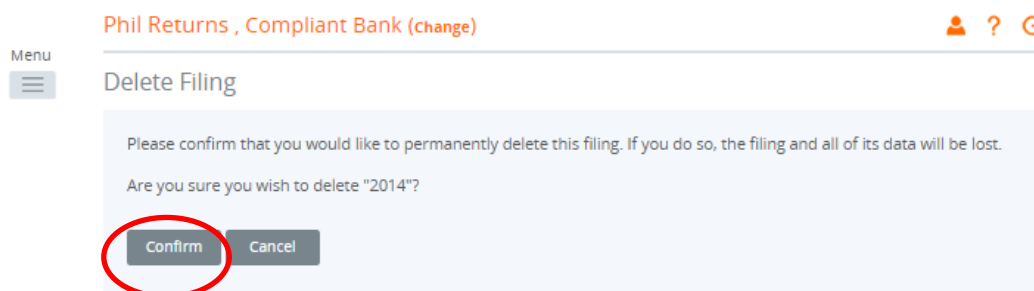 Phil Returns , Compliant Bank (Change)
?
Menu
Delete Filing
Please confirm that you would like to permanently delete this filing. If you do so, the filing and all of its data will be lost.
Are you sure you wish to delete "2014"?
Confirm Cancel